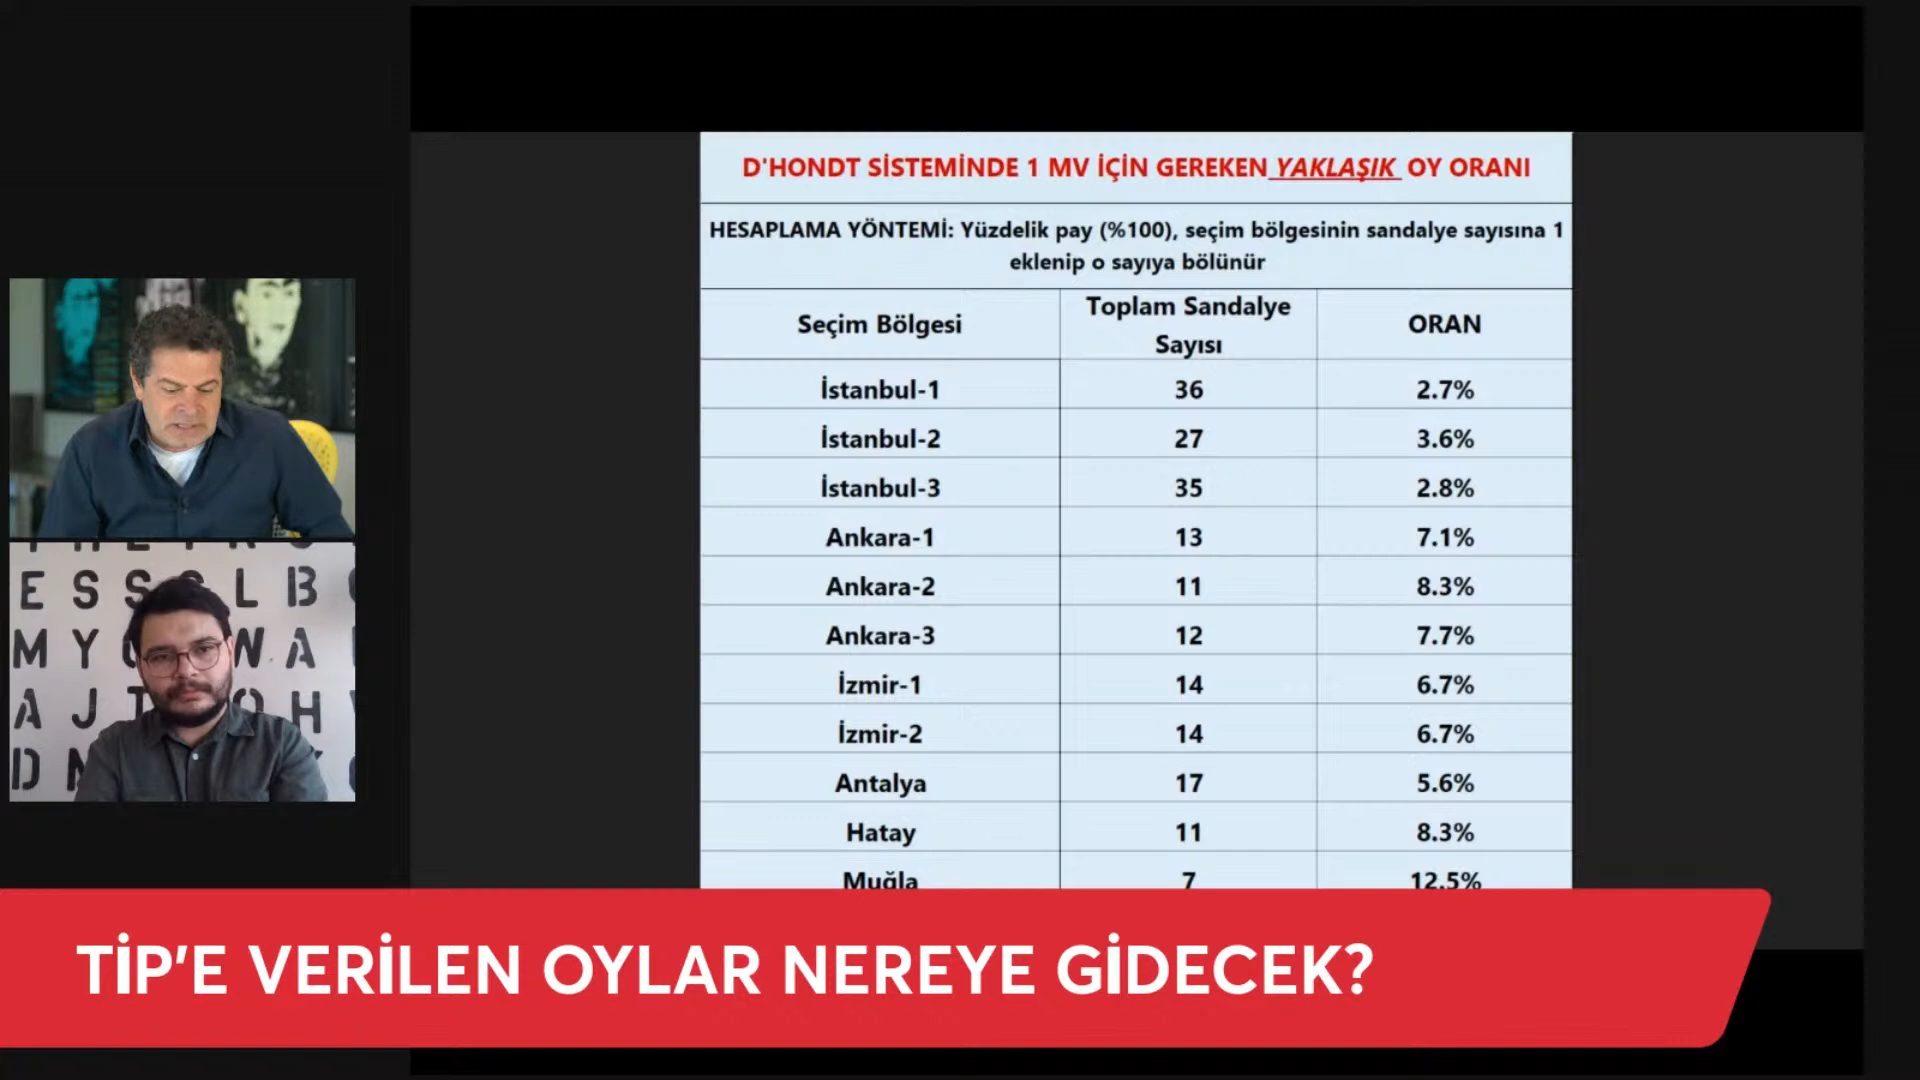 D'HONDT SİSTEMİNDE 1 MV İÇİN GEREKEN YAKLAŞIK OY ORANI
HESAPLAMA YÖNTEMİ: Yüzdelik pay (%100), seçim bölgesinin sandalye sayısına 1
eklenip o sayıya bölünür
Seçim Bölgesi Toplam Sandalye Sayısı ORAN
İstanbul-1 36 2.7%
İstanbul-2 27 3.6%
İstanbul-3 35 2.8%
Ankara-1 13 7.1%
Ankara-2 11 8.3%
Ankara-3 12 7.7%
İzmir-1 14 6.7%
İzmir-2 14 6.7%
Antalya 17 5.6%
Hatay 11 8.3%
Muğla 7 12.5%
TİP'E VERİLEN OYLAR NEREYE GİDECEK?